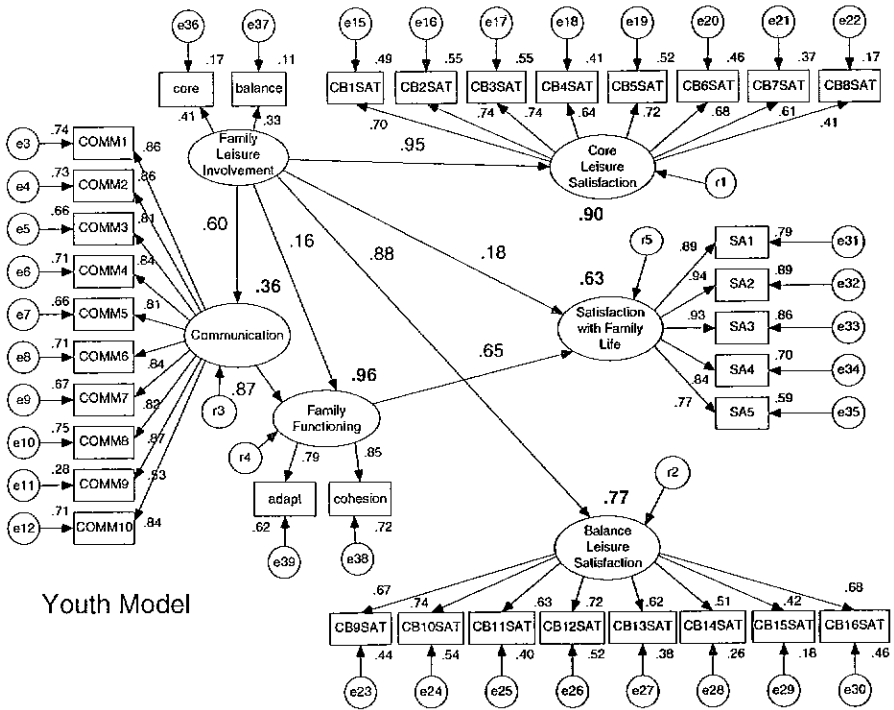 e36 e37 e15 e16 e17 e18 e19 e20 e21 e22
.17 .11 .49 .55 .55 .41 .52 .46 .37 .17
core balance CB1SAT CB2SAT CB3SAT CB4SAT CB5SAT CB6SAT CB7SAT CB8SAT
.41 .33 .70 .74 .74 .64 .72 .68 .61 .41
Family
Leisure
Involvement
.95
Core
Leisure
Satisfaction
r1
.90
e3 .74 COMM1 .86
e4 .73 COMM2 .86
e5 .66 COMM3 .81
e6 .71 COMM4 .84
e7 .66 COMM5 .81
e8 .71 COMM6 .84
e9 .67 COMM7 .82
e10 .75 COMM8 .87
e11 .28 COMM9 .53
e12 .71 COMM10 .84
.60 .16 .88 .18
.36
Communication
r3
.87
.96
Family
Functioning
r4
.65
r5
.63
Satisfaction
with Family
Life
.89 SA1 .79 e31
.94 SA2 .89 e32
.93 SA3 .86 e33
.84 SA4 .70 e34
.77 SA5 .59 e35
.79 .85
adapt cohesion
.62 .72
e39 e38
r2
.77
Balance
Leisure
Satisfaction
Youth Model
.67 .74 .63 .72 .62 .51 .42 .68
CB9SAT CB10SAT CB11SAT CB12SAT CB13SAT CB14SAT CB15SAT CB16SAT
.44 .54 .40 .52 .38 .26 .18 .46
e23 e24 e25 e26 e27 e28 e29 e30